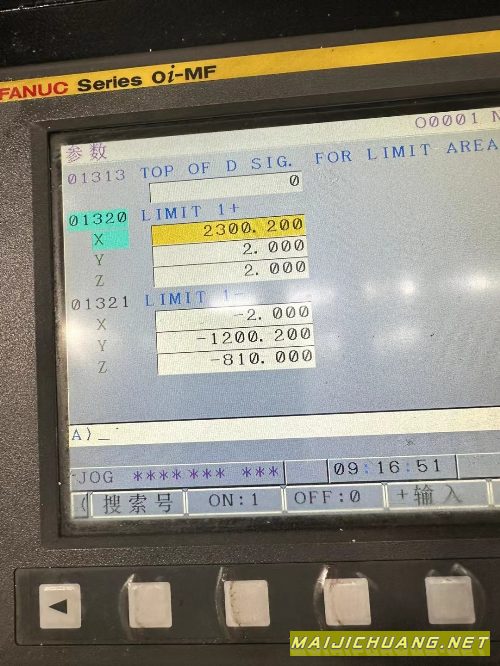 FANUC Series 0i-MF
参数 O0001 N
01313 TOP OF D SIG. FOR LIMIT AREA
0
01320 LIMIT 1+
X 2300.200
Y 2.000
Z 2.000
01321 LIMIT 1-
X -2.000
Y -1200.200
Z -810.000
A)_
JOG **** *** *** 09:16:51
( 搜索号 ON:1 OFF:0 +输入
MAIJICHUANG.NET